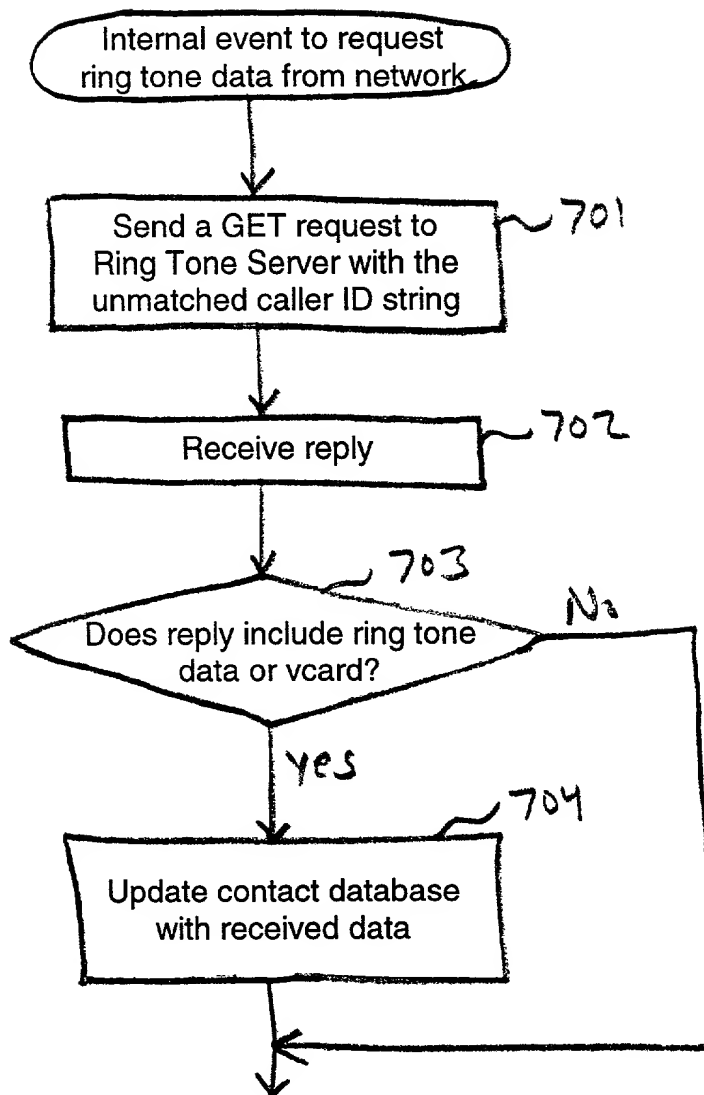 Internal event to request
ring tone data from network
701
Send a GET request to
Ring Tone Server with the
unmatched caller ID string
702
Receive reply
703
No
Does reply include ring tone
data or vcard?
yes
704
Update contact database
with received data